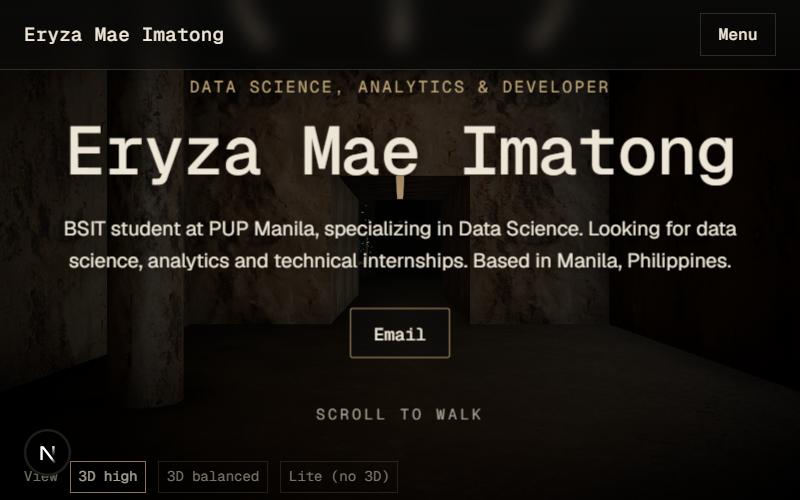 Eryza Mae Imatong
Menu
DATA SCIENCE, ANALYTICS & DEVELOPER
Eryza Mae Imatong
BSIT student at PUP Manila, specializing in Data Science. Looking for data
science, analytics and technical internships. Based in Manila, Philippines.
Email
SCROLL TO WALK
N
View
3D high
3D balanced
Lite (no 3D)